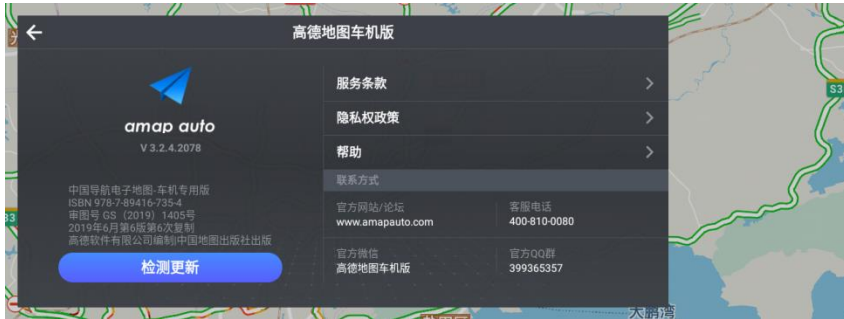 高德地图车机版
amap auto
V 3.2.4.2078
中国导航电子地图-车机专用版
ISBN 978-7-89416-735-4
审图号 GS（2019）1405号
2019年6月第6版第6次复制
高德软件有限公司编制中国地图出版社出版
检测更新
服务条款
隐私权政策
帮助
联系方式
官方网站/论坛
www.amapauto.com
客服电话
400-810-0080
官方微信
高德地图车机版
官方QQ群
399365357
S3
33
大鹏湾